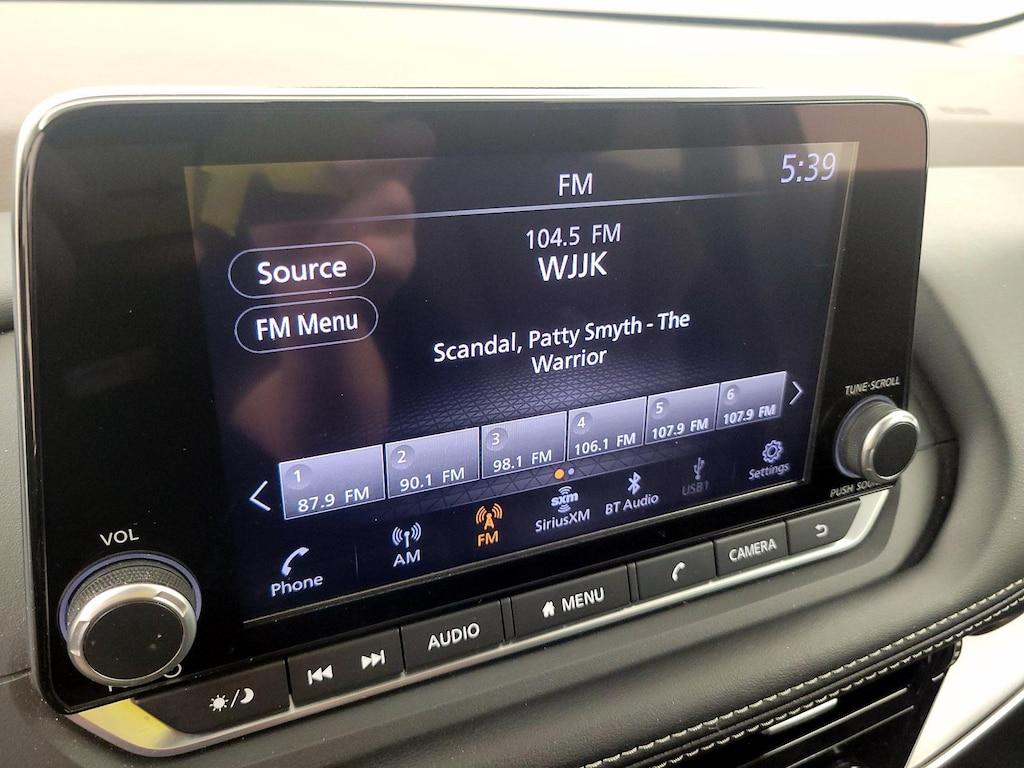 FM
5:39
104.5 FM
WJJK
Source
FM Menu
Scandal, Patty Smyth - The
Warrior
1
87.9 FM
2
90.1 FM
3
98.1 FM
4
106.1 FM
5
107.9 FM
6
107.9 FM
Phone
AM
FM
sxm
SiriusXM
BT Audio
USB1
Settings
VOL
TUNE·SCROLL
PUSH
AUDIO
MENU
CAMERA